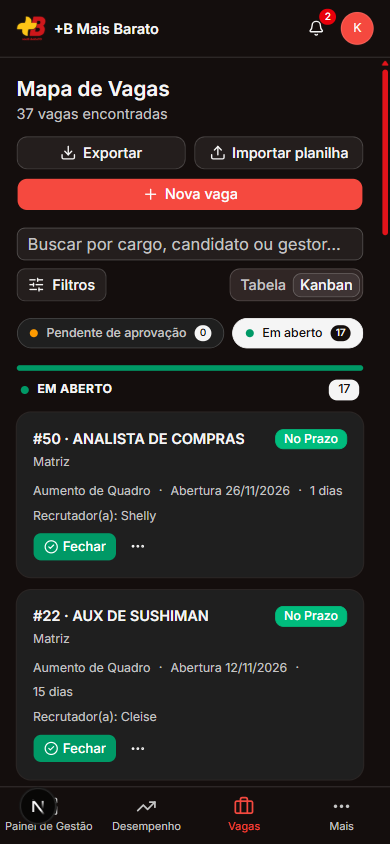 +B
+B Mais Barato
2
K
Mapa de Vagas
37 vagas encontradas
Exportar
Importar planilha
+ Nova vaga
Buscar por cargo, candidato ou gestor...
Filtros
Tabela
Kanban
Pendente de aprovação 0
Em aberto 17
EM ABERTO
17
#50 · ANALISTA DE COMPRAS
No Prazo
Matriz
Aumento de Quadro · Abertura 26/11/2026 · 1 dias
Recrutador(a): Shelly
Fechar
...
#22 · AUX DE SUSHIMAN
No Prazo
Matriz
Aumento de Quadro · Abertura 12/11/2026 ·
15 dias
Recrutador(a): Cleise
Fechar
...
N
Painel de Gestão
Desempenho
Vagas
Mais